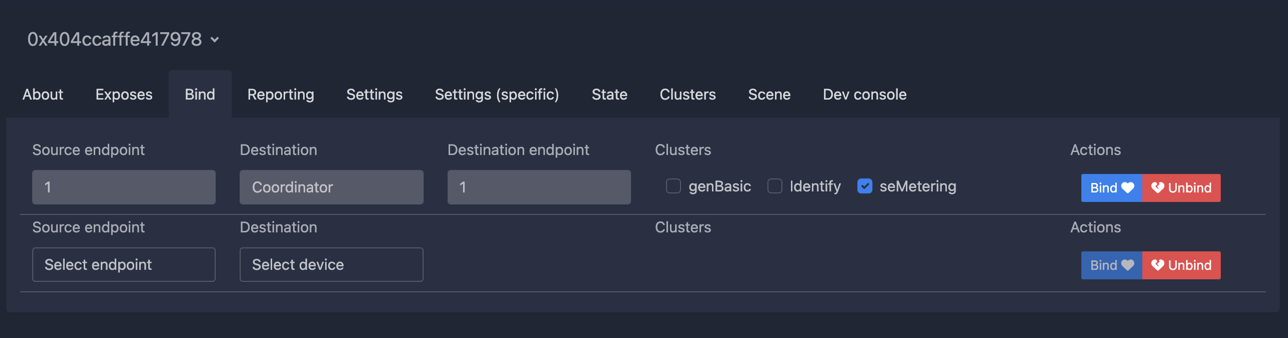 0x404ccafffe417978
About Exposes Bind Reporting Settings Settings (specific) State Clusters Scene Dev console
Source endpoint Destination Destination endpoint Clusters Actions
1 Coordinator 1 genBasic Identify seMetering Bind Unbind
Source endpoint Destination Clusters Actions
Select endpoint Select device Bind Unbind